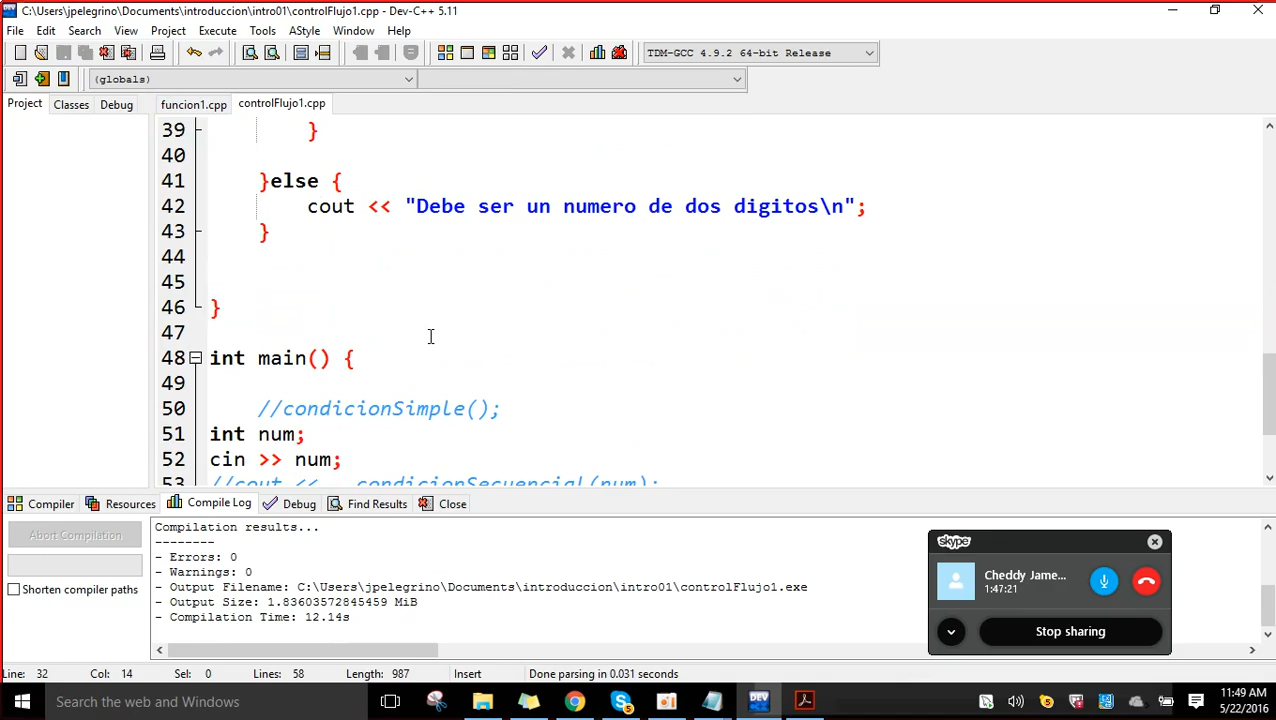 C:\Users\jpelegrino\Documents\introduccion\intro01\controlFlujo1.cpp - Dev-C++ 5.11
File Edit Search View Project Execute Tools AStyle Window Help
TDM-GCC 4.9.2 64-bit Release
(globals)
Project Classes Debug funcion1.cpp controlFlujo1.cpp
39 }
40
41 }else {
42 cout << "Debe ser un numero de dos digitos\n";
43 }
44
45
46 }
47
48 int main() {
49
50 //condicionSimple();
51 int num;
52 cin >> num;
53 //cout << condicionSecuencial(num);
Compiler Resources Compile Log Debug Find Results Close
Abort Compilation
Shorten compiler paths
Compilation results...
--------
- Errors: 0
- Warnings: 0
- Output Filename: C:\Users\jpelegrino\Documents\introduccion\intro01\controlFlujo1.exe
- Output Size: 1.83603572845459 MiB
- Compilation Time: 12.14s
skype
Cheddy Jame...
1:47:21
Stop sharing
Line: 32 Col: 14 Sel: 0 Lines: 58 Length: 987 Insert Done parsing in 0.031 seconds
Search the web and Windows
11:49 AM
5/22/2016